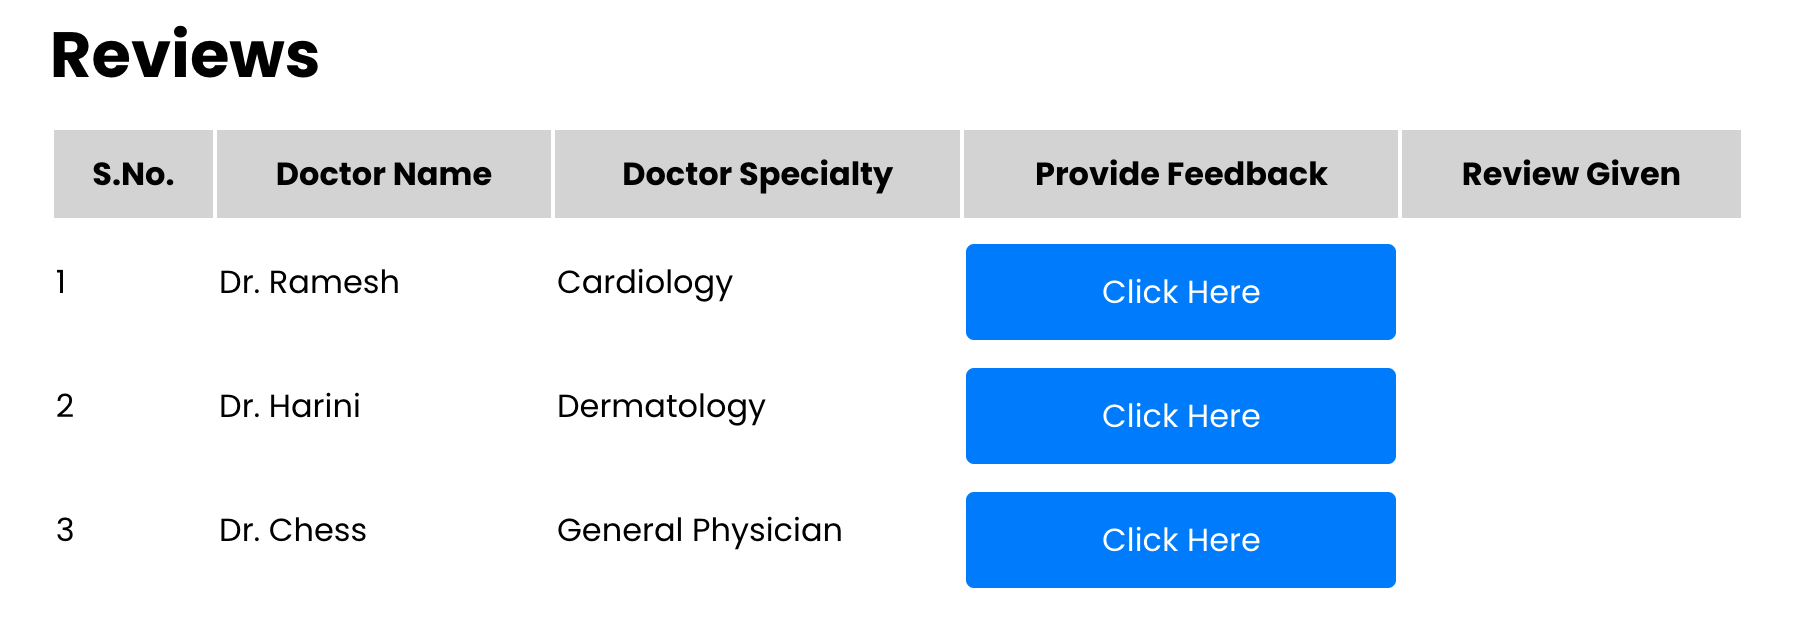 Reviews
S.No. Doctor Name Doctor Specialty Provide Feedback Review Given
1 Dr. Ramesh Cardiology Click Here
2 Dr. Harini Dermatology Click Here
3 Dr. Chess General Physician Click Here